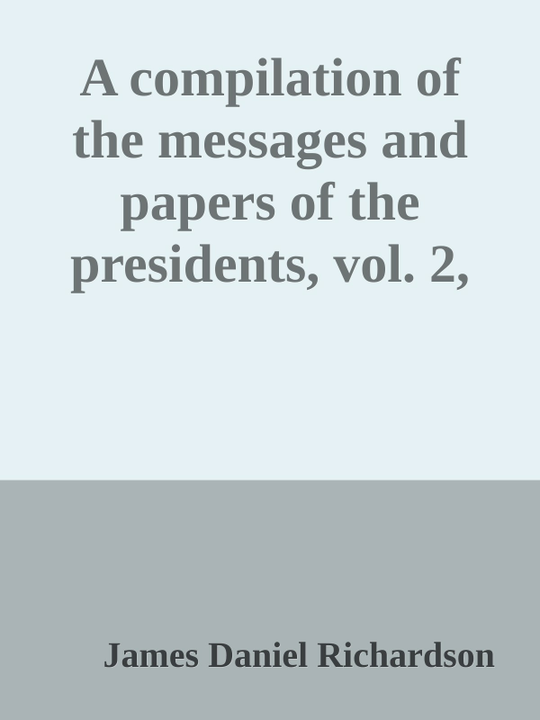 A compilation of
the messages and
papers of the
presidents, vol. 2,
James Daniel Richardson